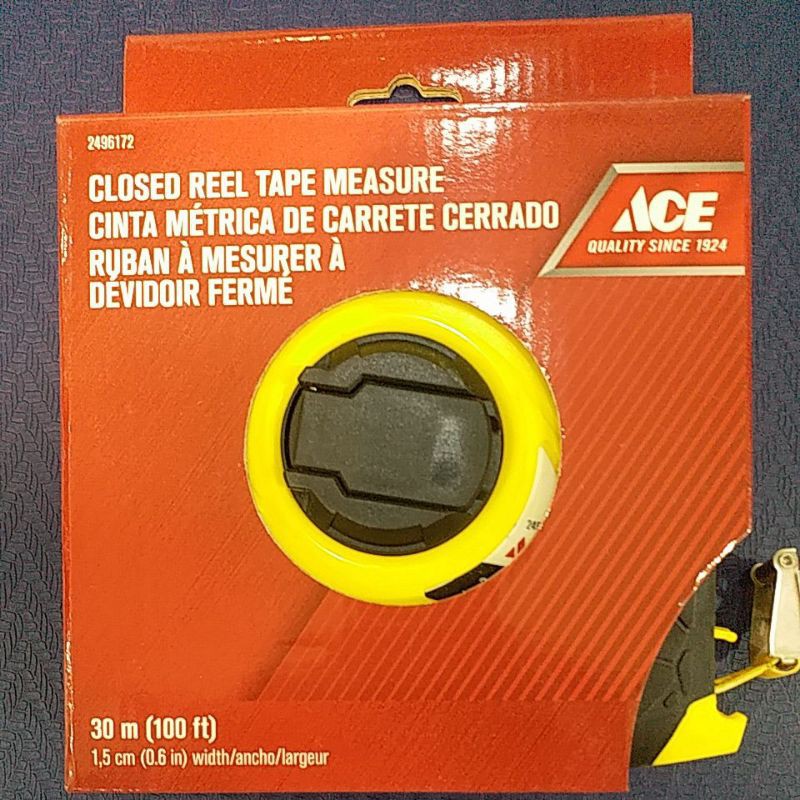 2496172
CLOSED REEL TAPE MEASURE
CINTA MÉTRICA DE CARRETE CERRADO
RUBAN À MESURER À
DÉVIDOIR FERMÉ
ACE
QUALITY SINCE 1924
30 m (100 ft)
1,5 cm (0.6 in) width/ancho/largeur